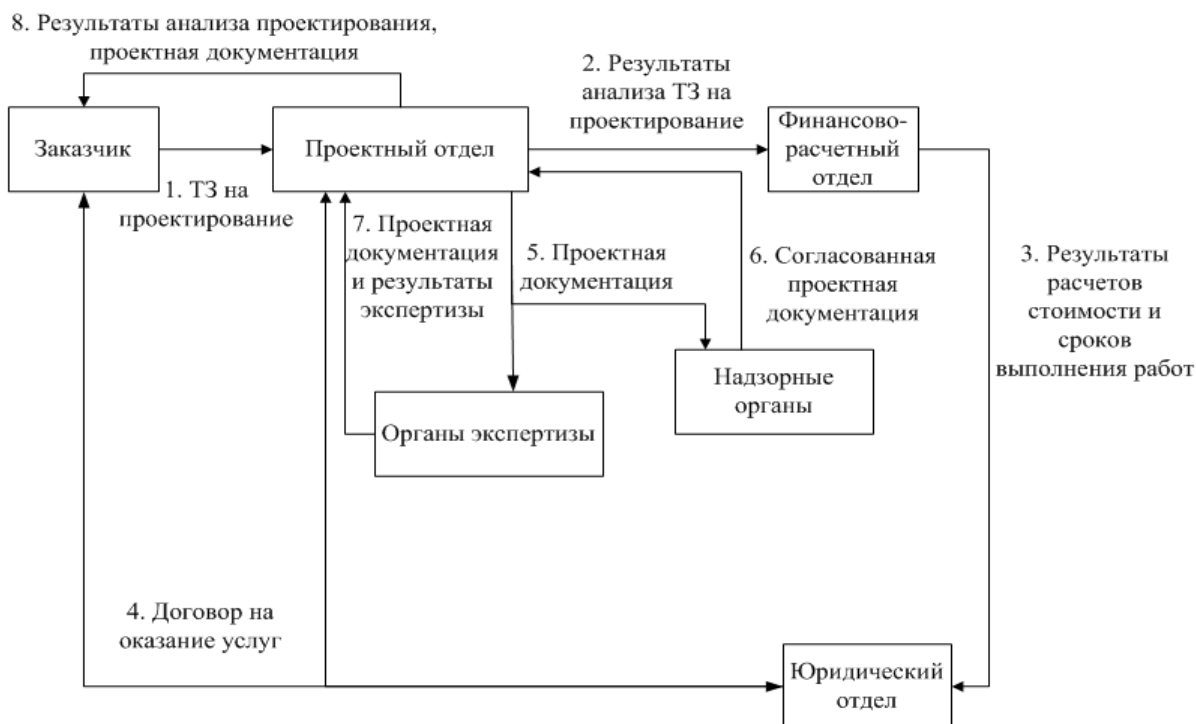 8. Результаты анализа проектирования,
проектная документация
2. Результаты
анализа ТЗ на
проектирование
Заказчик
Проектный отдел
Финансово-
расчетный
отдел
1. ТЗ на
проектирование
7. Проектная
документация
и результаты
экспертизы
5. Проектная
документация
6. Согласованная
проектная
документация
3. Результаты
расчетов
стоимости и
сроков
выполнения работ
Надзорные
органы
Органы экспертизы
4. Договор на
оказание услуг
Юридический
отдел